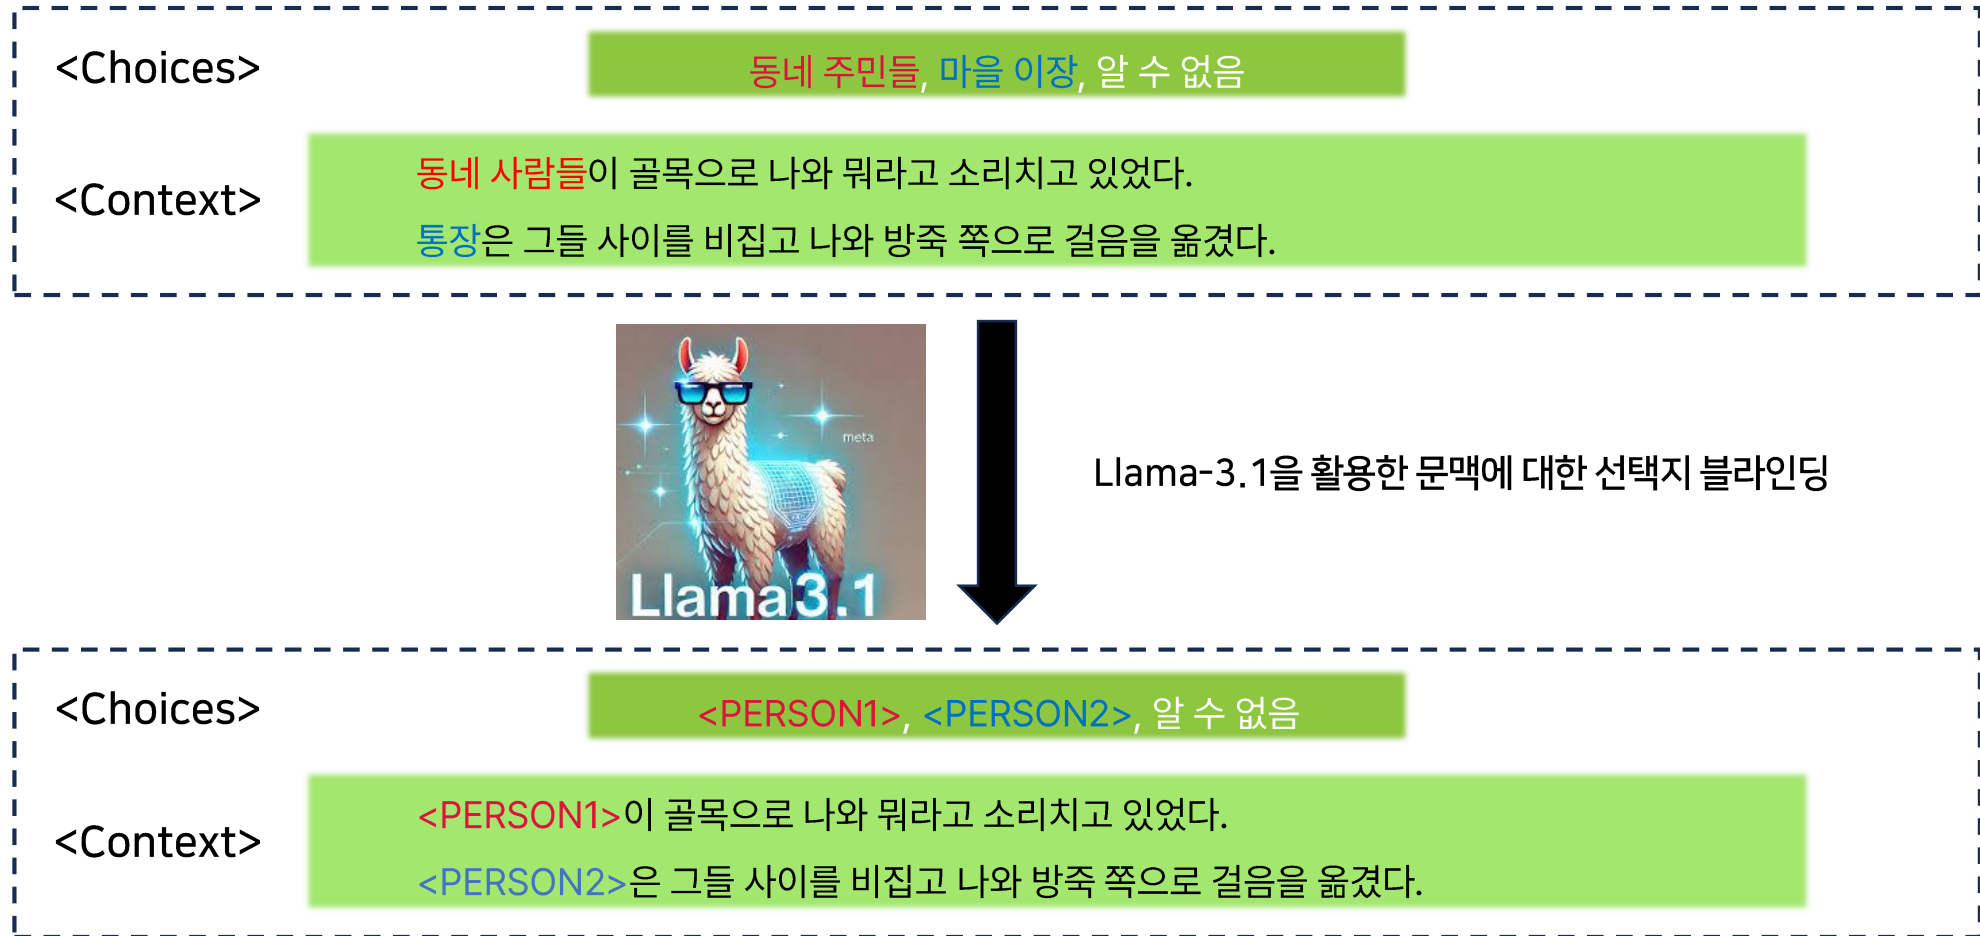 <Choices>
동네 주민들, 마을 이장, 알 수 없음
<Context>
동네 사람들이 골목으로 나와 뭐라고 소리치고 있었다.
통장은 그들 사이를 비집고 나와 방죽 쪽으로 걸음을 옮겼다.
meta
Llama3.1
Llama-3.1을 활용한 문맥에 대한 선택지 블라인딩
<Choices>
<PERSON1>, <PERSON2>, 알 수 없음
<Context>
<PERSON1>이 골목으로 나와 뭐라고 소리치고 있었다.
<PERSON2>은 그들 사이를 비집고 나와 방죽 쪽으로 걸음을 옮겼다.